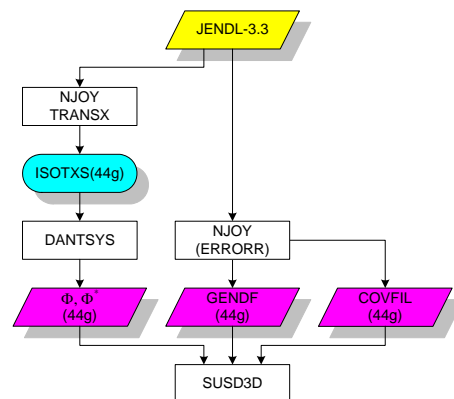 JENDL-3.3
NJOY
TRANSX
ISOTXS(44g)
DANTSYS
NJOY
(ERRORR)
Φ, Φ*
(44g)
GENDF
(44g)
COVFIL
(44g)
SUSD3D